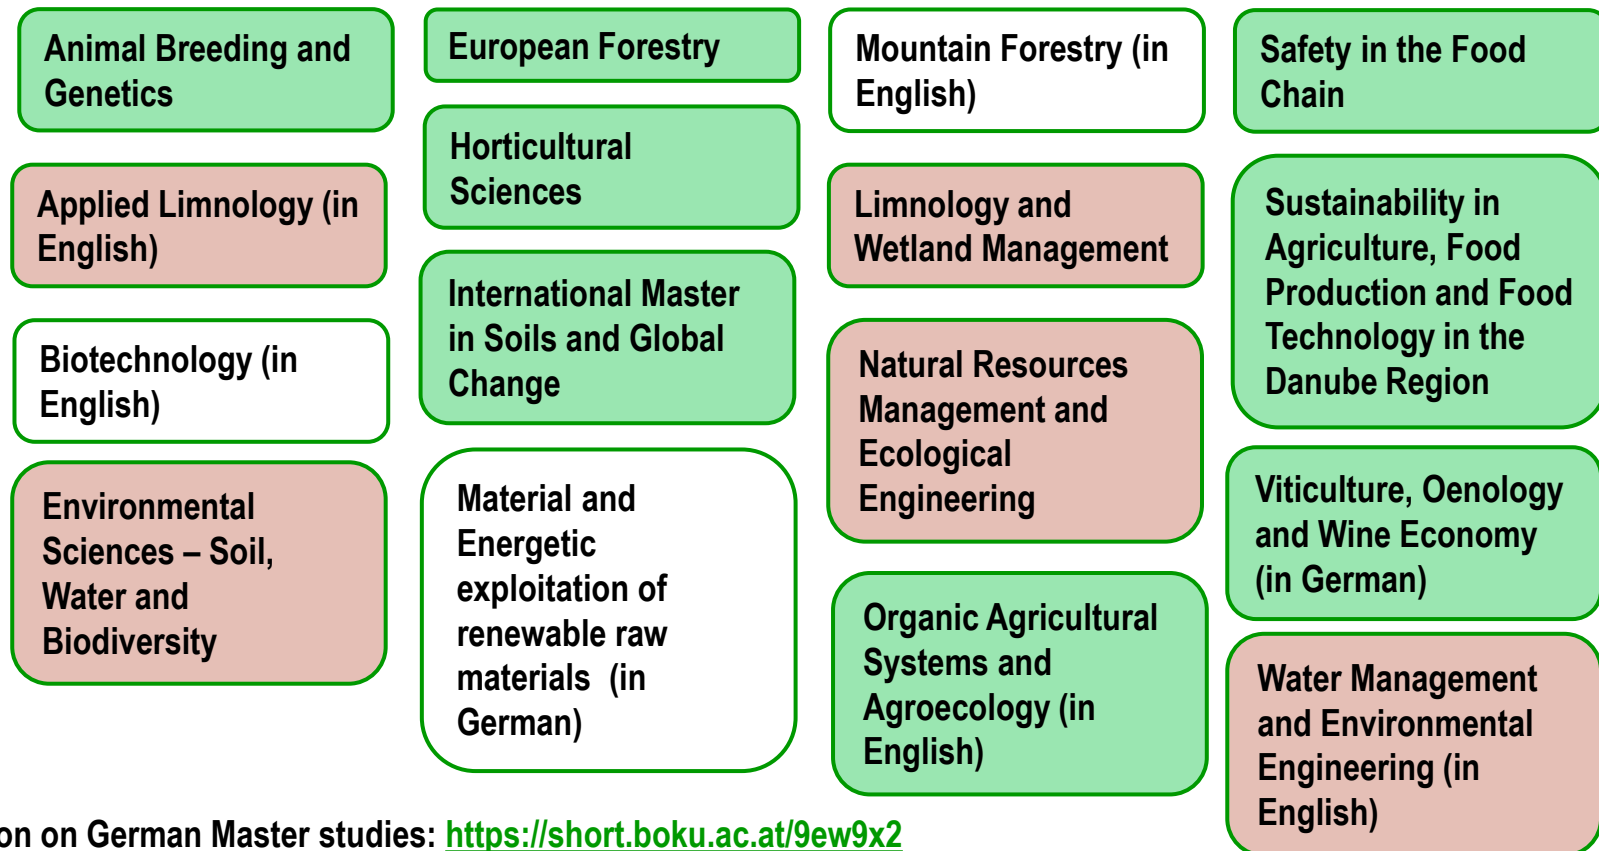 Animal Breeding and
Genetics
Applied Limnology (in
English)
Biotechnology (in
English)
Environmental
Sciences – Soil,
Water and
Biodiversity
European Forestry
Horticultural
Sciences
International Master
in Soils and Global
Change
Material and
Energetic
exploitation of
renewable raw
materials  (in
German)
Mountain Forestry (in
English)
Limnology and
Wetland Management
Natural Resources
Management and
Ecological
Engineering
Organic Agricultural
Systems and
Agroecology (in
English)
Safety in the Food
Chain
Sustainability in
Agriculture, Food
Production and Food
Technology in the
Danube Region
Viticulture, Oenology
and Wine Economy
(in German)
Water Management
and Environmental
Engineering (in
English)
on on German Master studies: https://short.boku.ac.at/9ew9x2